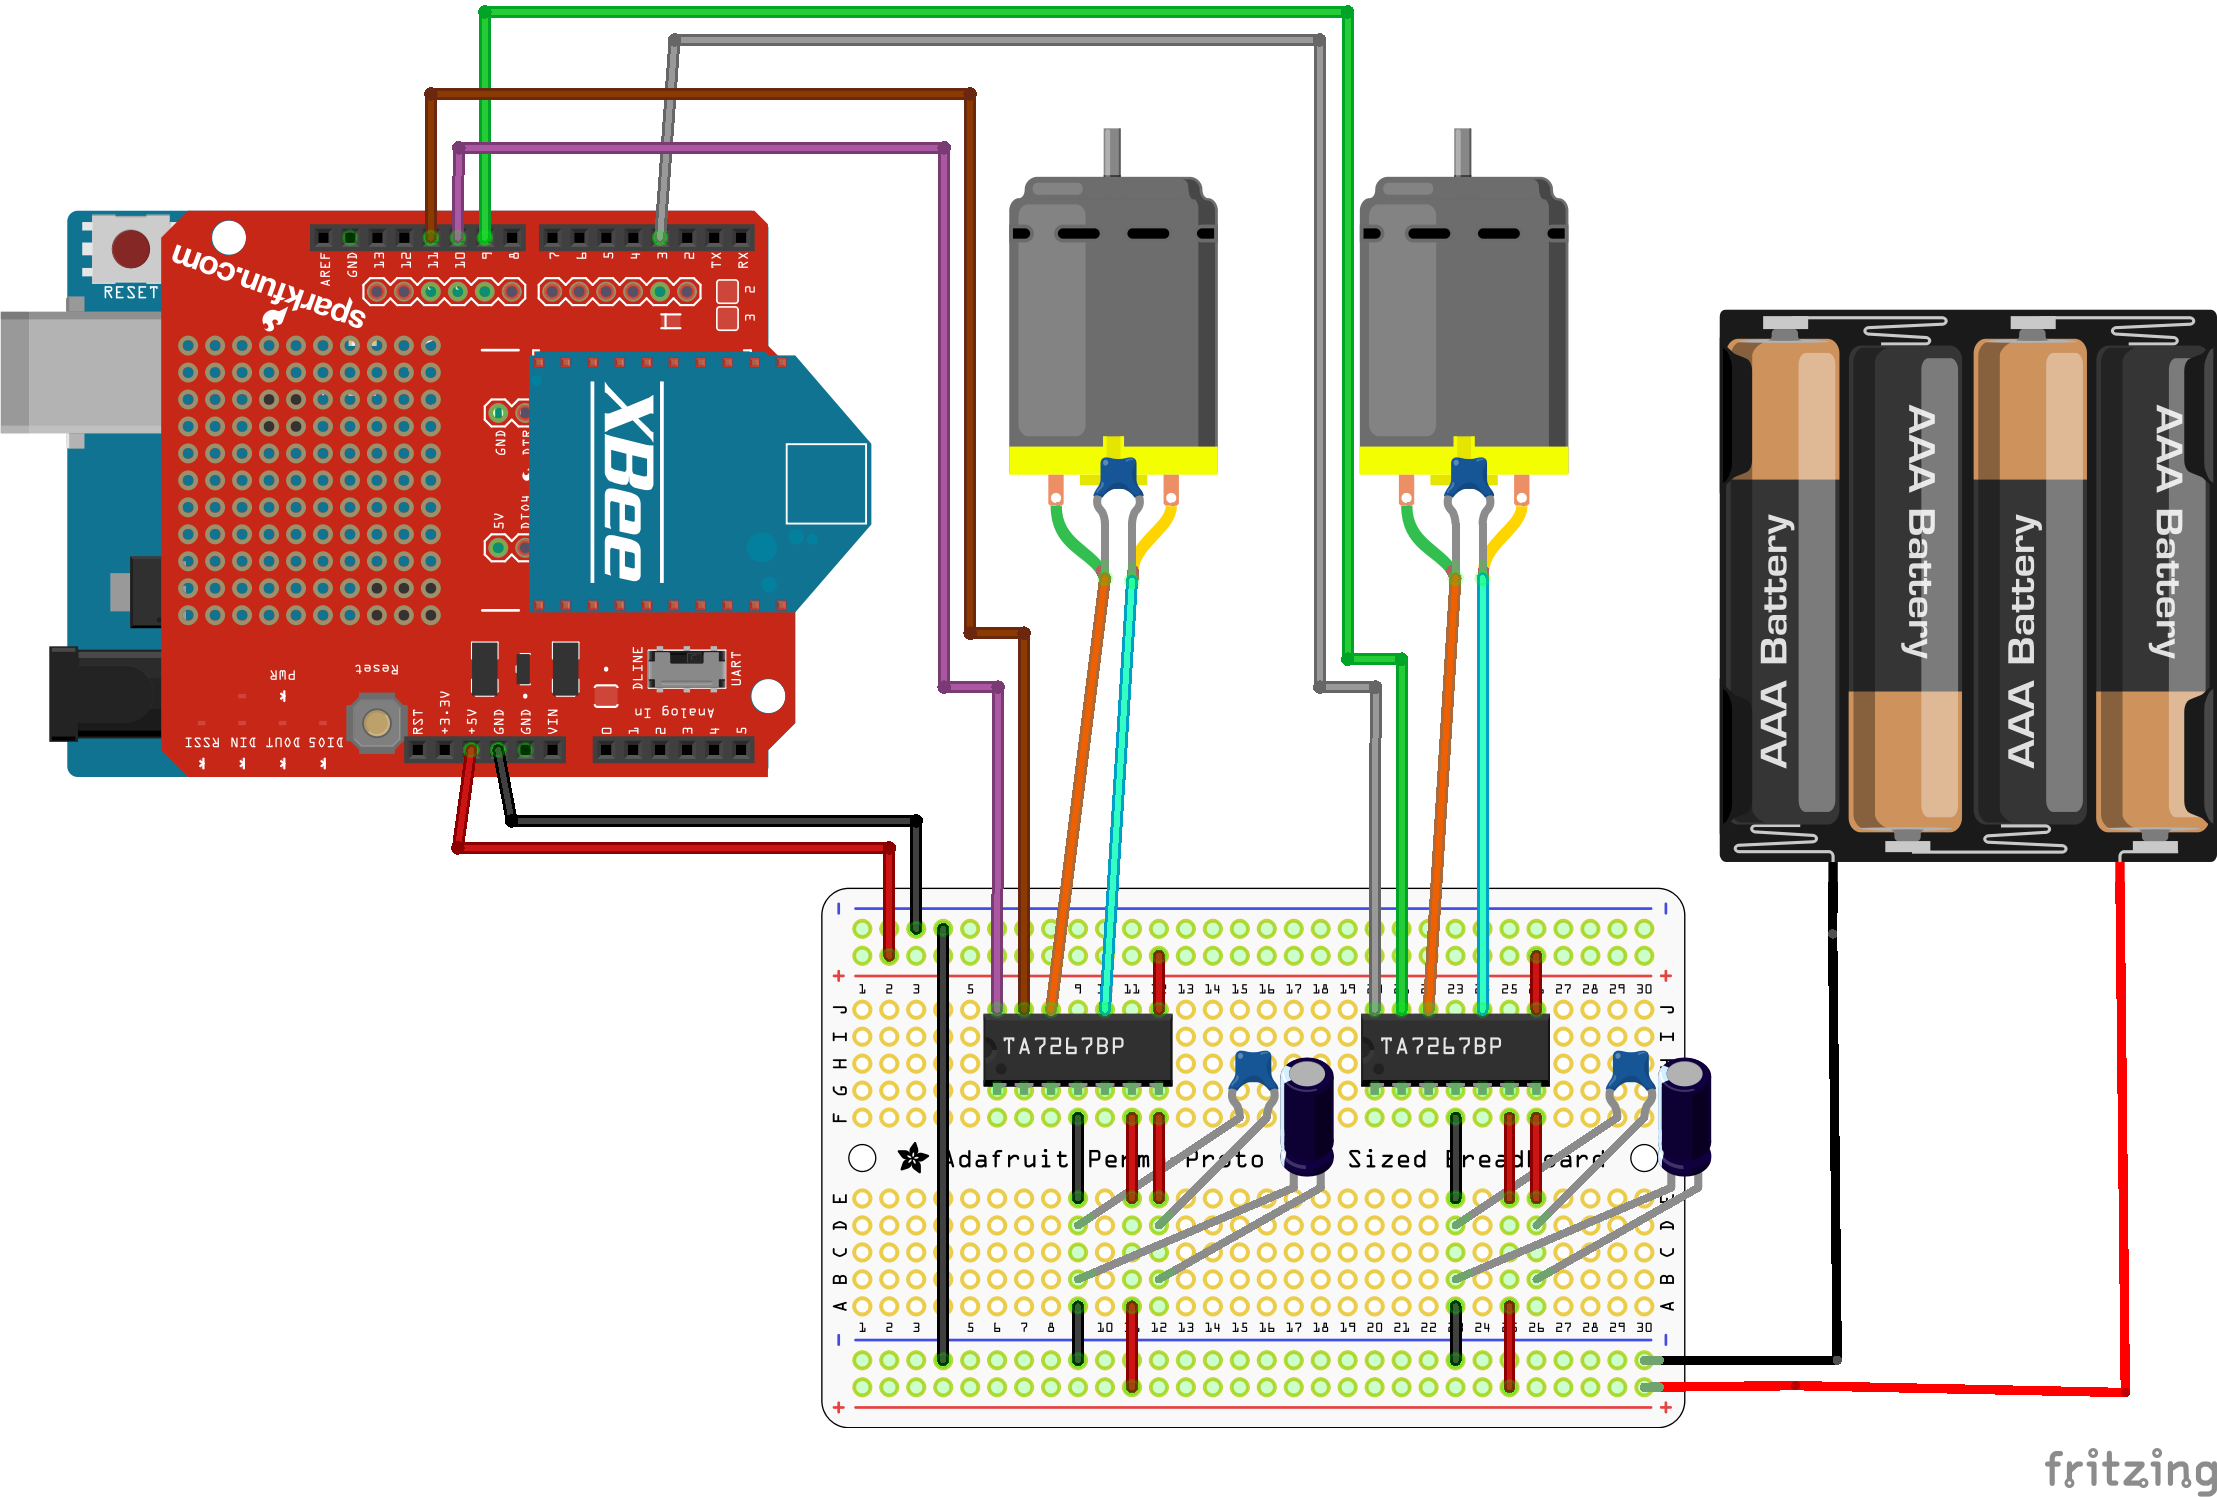 RESET
sparkfun.com
AREF
GND
13
12
11
10
9
8
7
6
5
4
3
2
TX
RX
2
3
GND
5V
XBee
PWR
Reset
RSSI
DIN
DOUT
DIO5
RST
+3.3V
+5V
GND
GND
VIN
DLINE
UART
Analog In
0
1
2
3
4
5
AAA Battery
AAA Battery
AAA Battery
AAA Battery
- -
+ +
1 2 3 5 9 11 13 14 15 16 17 18 19 23 25 27 28 29 30
J J
I I
H
G
F
TA7267BP
TA7267BP
Adafruit Perma Proto Sized Breadboard
E E
D D
C C
B B
A A
1 2 3 5 6 7 8 10 12 13 14 15 16 17 18 19 20 21 22 24 26 27 28 29 30
- -
+ +
fritzing